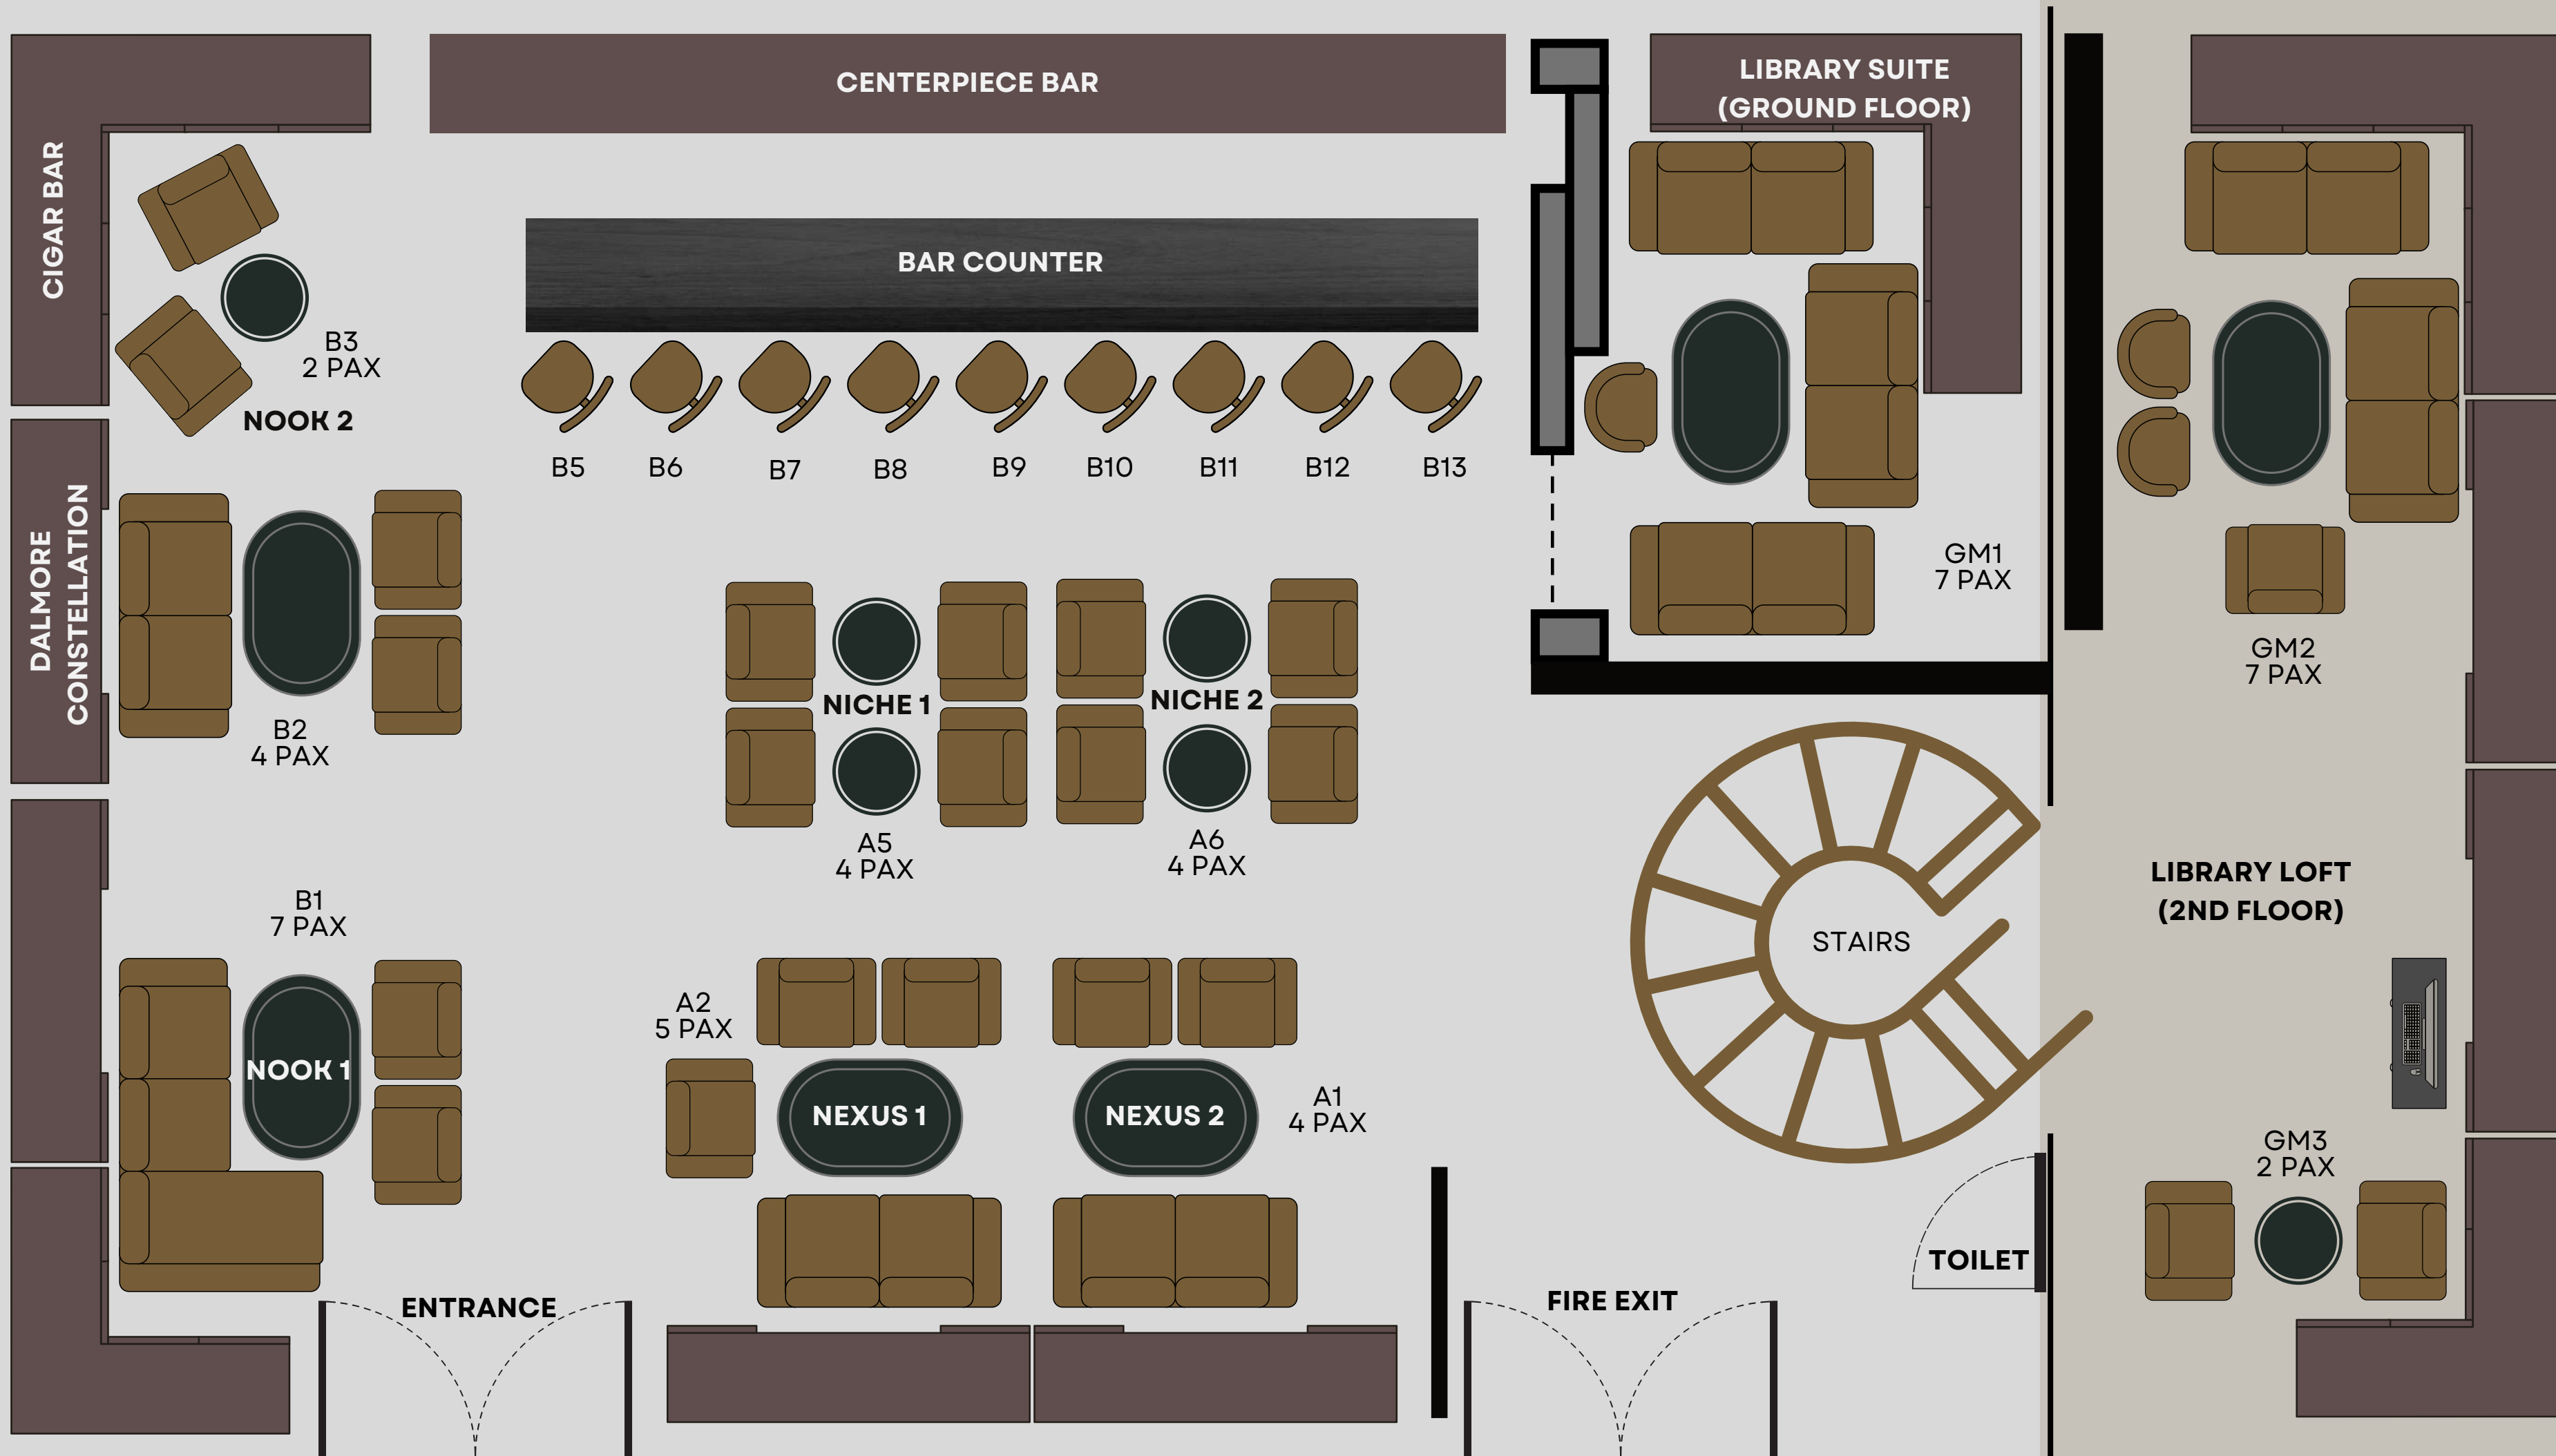 CENTERPIECE BAR
LIBRARY SUITE
(GROUND FLOOR)
CIGAR BAR
BAR COUNTER
B3
2 PAX
NOOK 2
B5
B6
B7
B8
B9
B10
B11
B12
B13
DALMORE
CONSTELLATION
GM1
7 PAX
GM2
7 PAX
B2
4 PAX
NICHE 1
NICHE 2
A5
4 PAX
A6
4 PAX
LIBRARY LOFT
(2ND FLOOR)
B1
7 PAX
STAIRS
NOOK 1
A2
5 PAX
NEXUS 1
NEXUS 2
A1
4 PAX
GM3
2 PAX
TOILET
ENTRANCE
FIRE EXIT